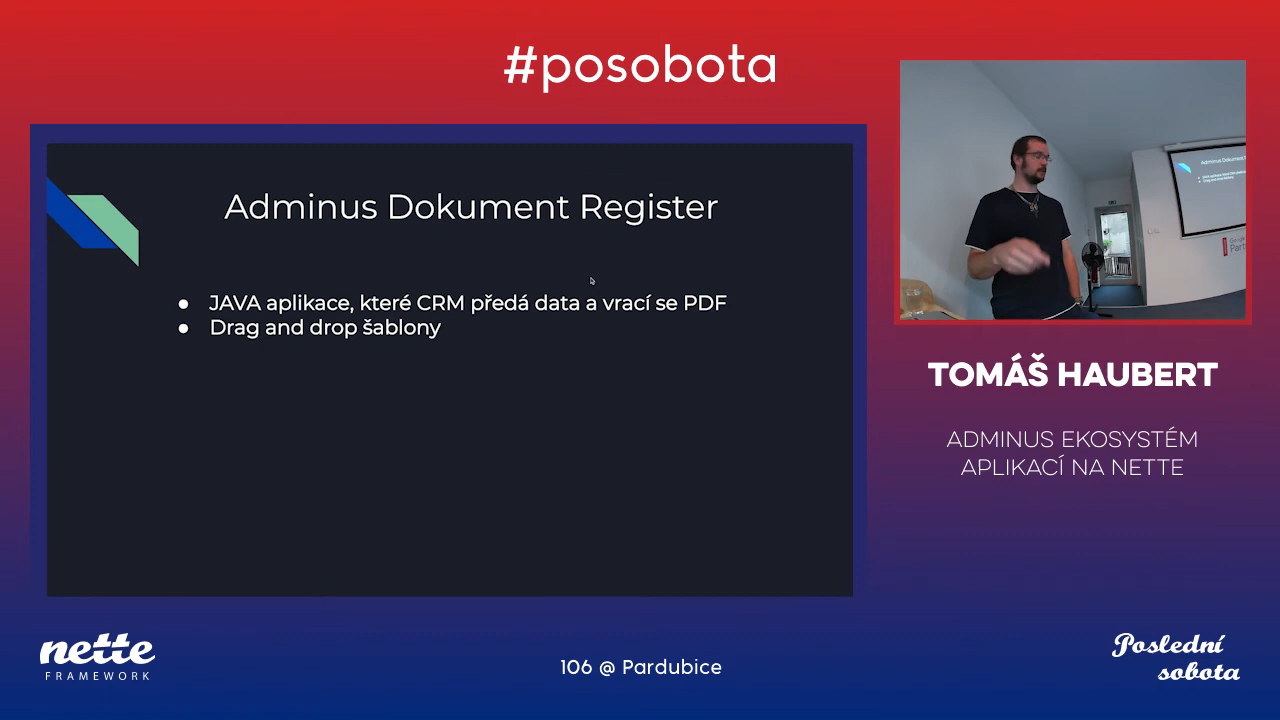 #posobota
Adminus Dokument Register
● JAVA aplikace, které CRM předá data a vrací se PDF
● Drag and drop šablony
TOMÁŠ HAUBERT
ADMINUS EKOSYSTÉM
APLIKACÍ NA NETTE
nette
FRAMEWORK
106 @ Pardubice
Poslední
sobota